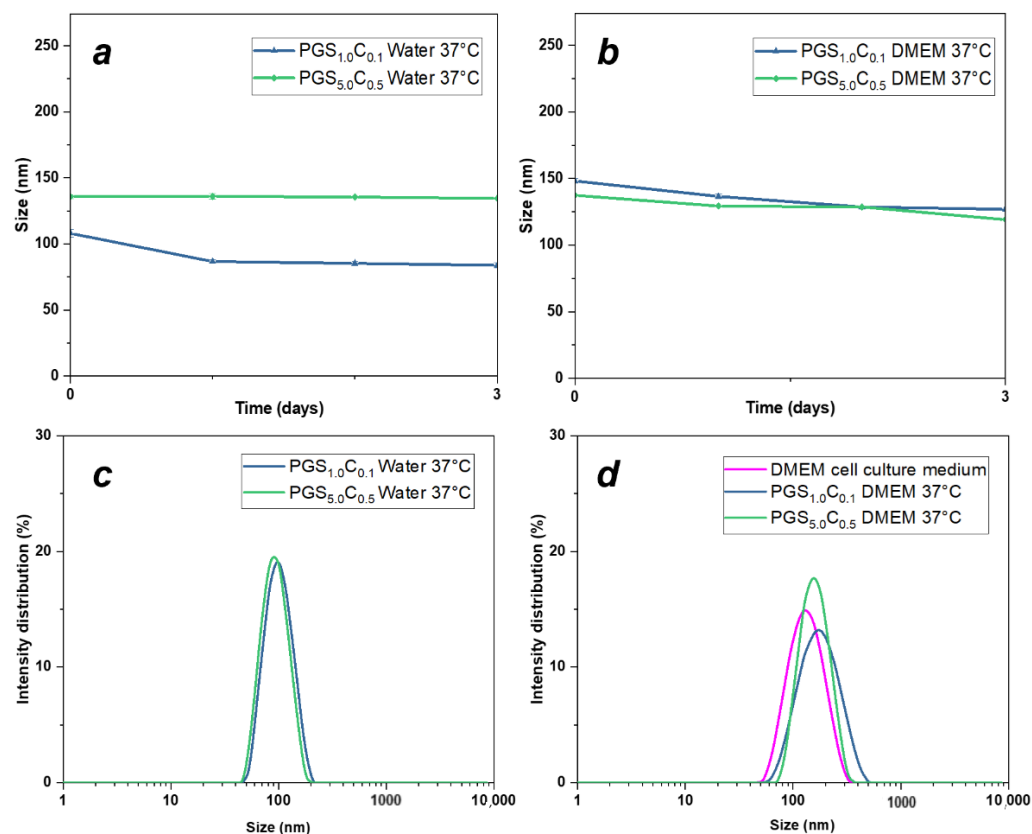 a
PGS1.0C0.1 Water 37°C
PGS5.0C0.5 Water 37°C
250
200
150
100
50
0
Size (nm)
0
3
Time (days)
b
PGS1.0C0.1 DMEM 37°C
PGS5.0C0.5 DMEM 37°C
250
200
150
100
50
0
Size (nm)
0
3
Time (days)
c
PGS1.0C0.1 Water 37°C
PGS5.0C0.5 Water 37°C
30
20
10
0
Intensity distribution (%)
1
10
100
1000
10,000
Size (nm)
d
DMEM cell culture medium
PGS1.0C0.1 DMEM 37°C
PGS5.0C0.5 DMEM 37°C
30
20
10
0
Intensity distribution (%)
1
10
100
1000
10,000
Size (nm)